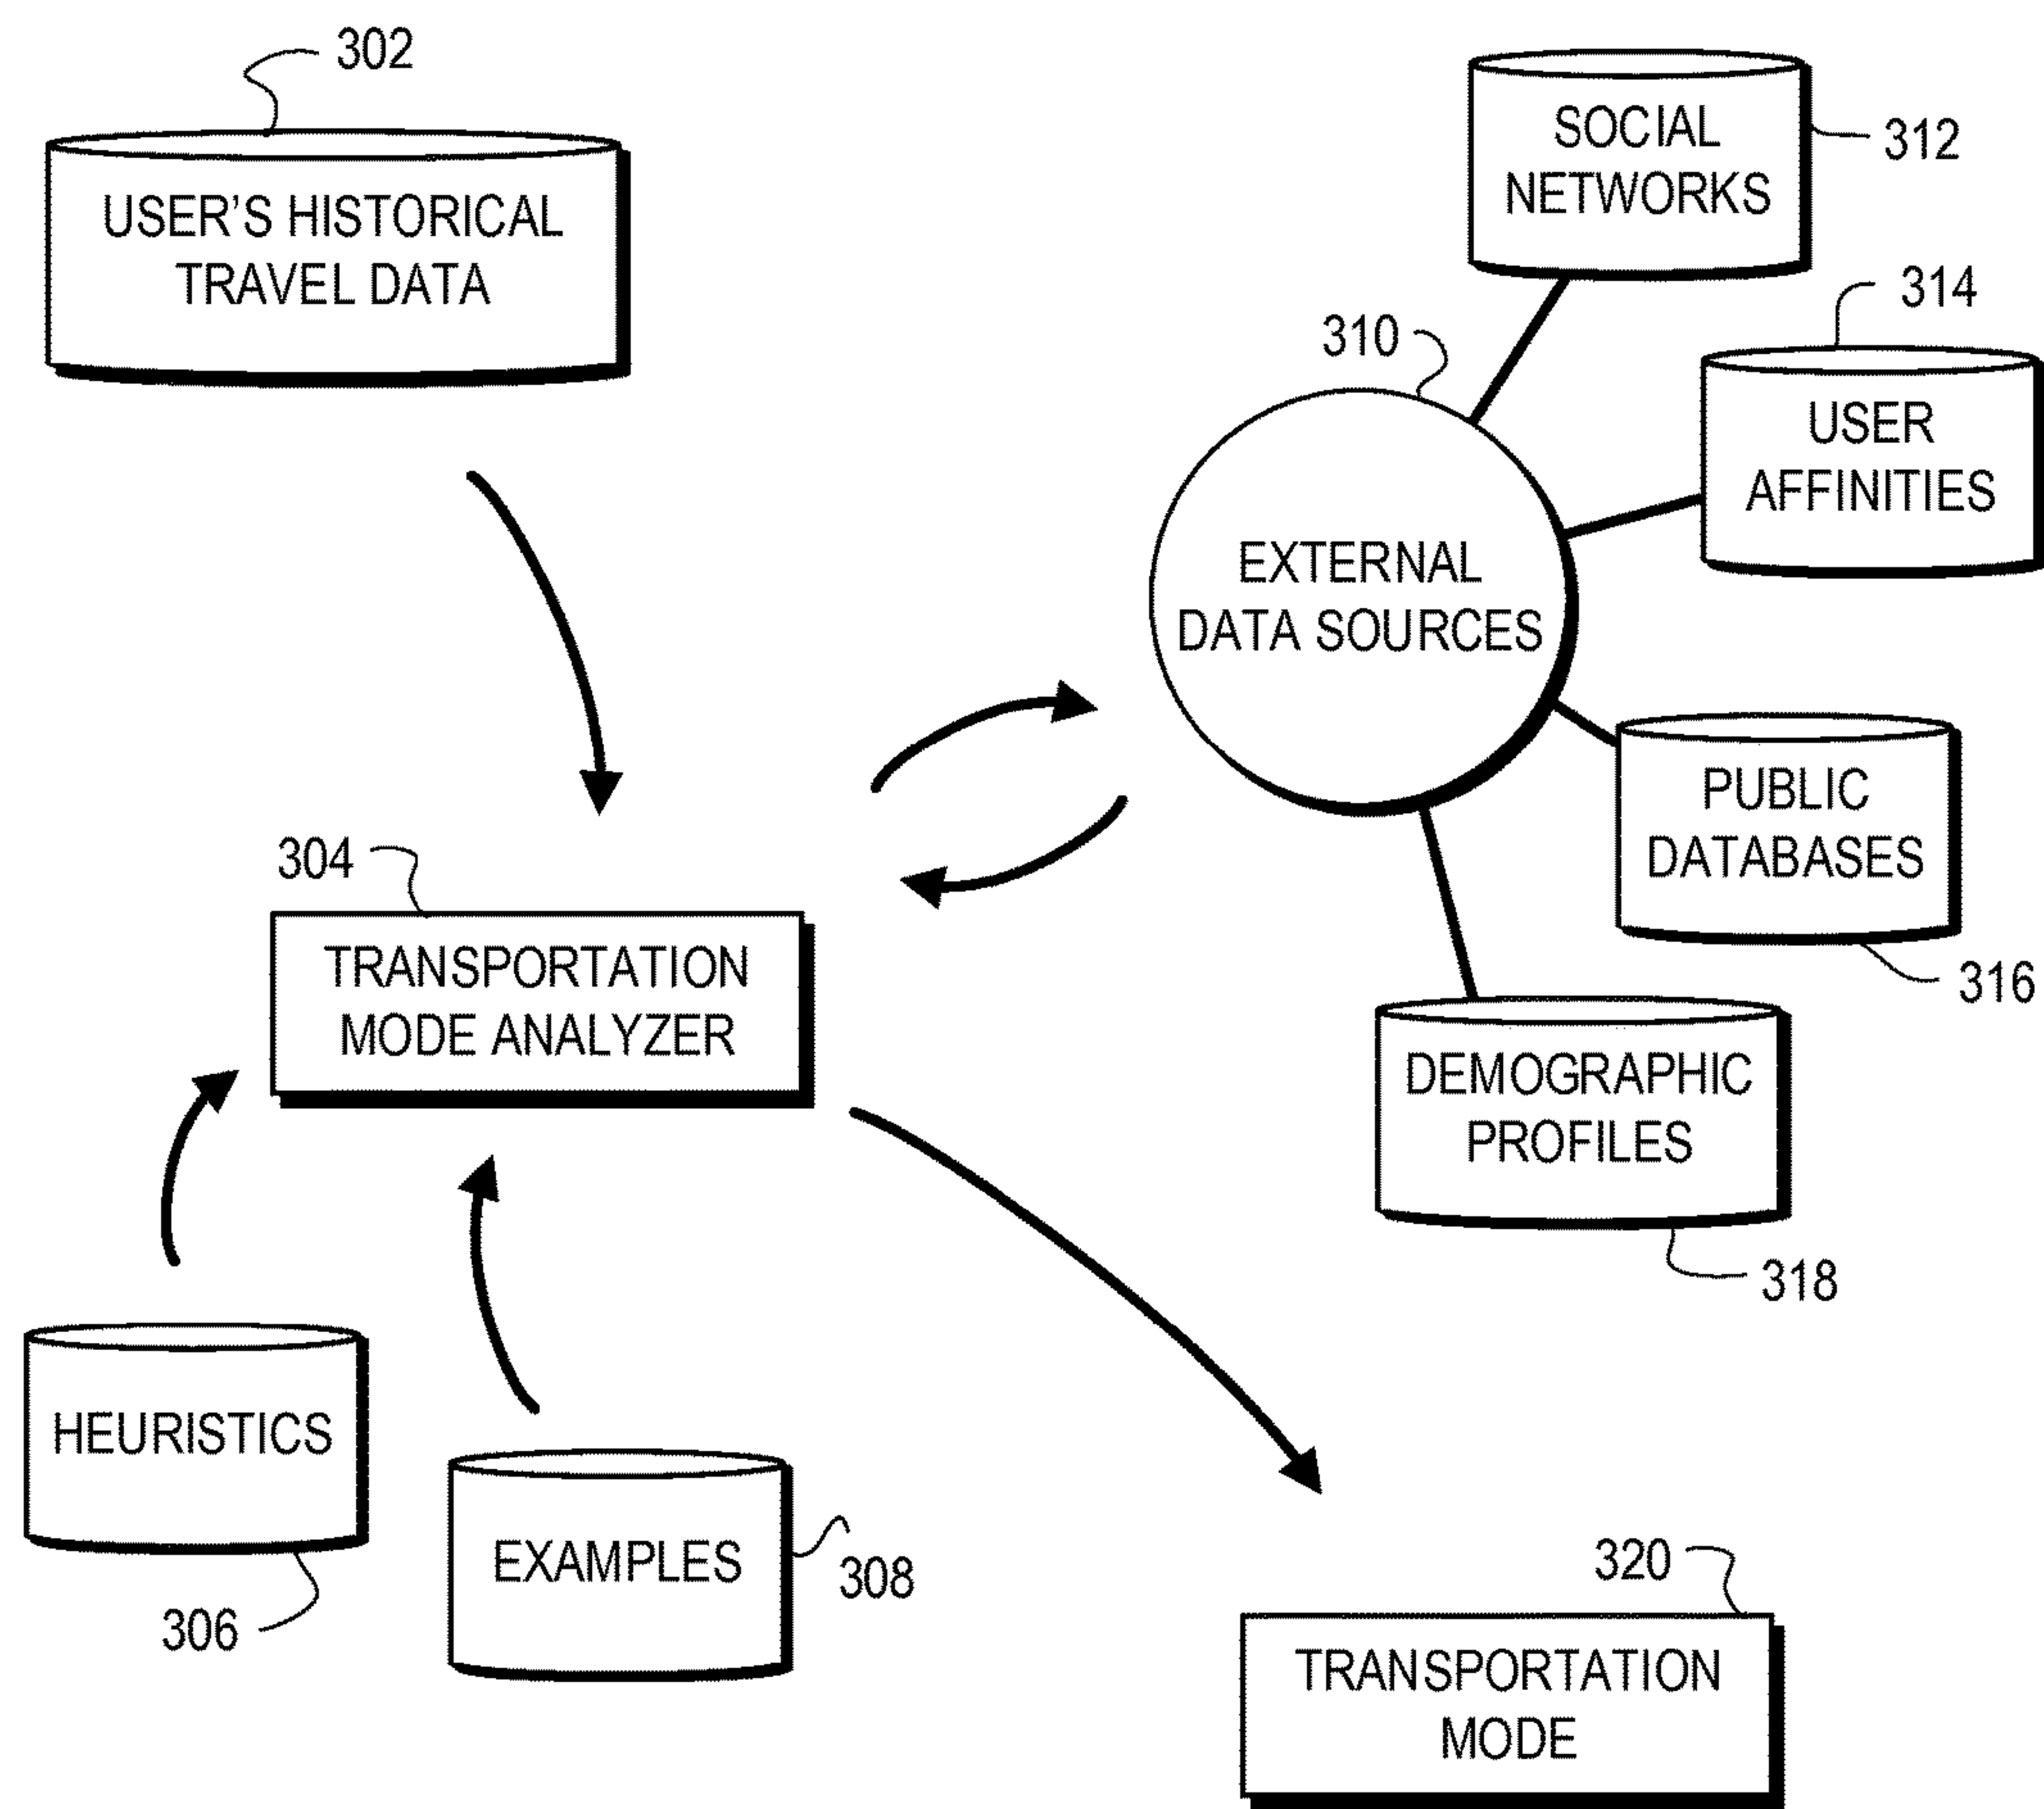 302
USER'S HISTORICAL
TRAVEL DATA
SOCIAL
NETWORKS
312
314
USER
AFFINITIES
310
EXTERNAL
DATA SOURCES
PUBLIC
DATABASES
316
304
TRANSPORTATION
MODE ANALYZER
DEMOGRAPHIC
PROFILES
318
HEURISTICS
306
EXAMPLES
308
320
TRANSPORTATION
MODE